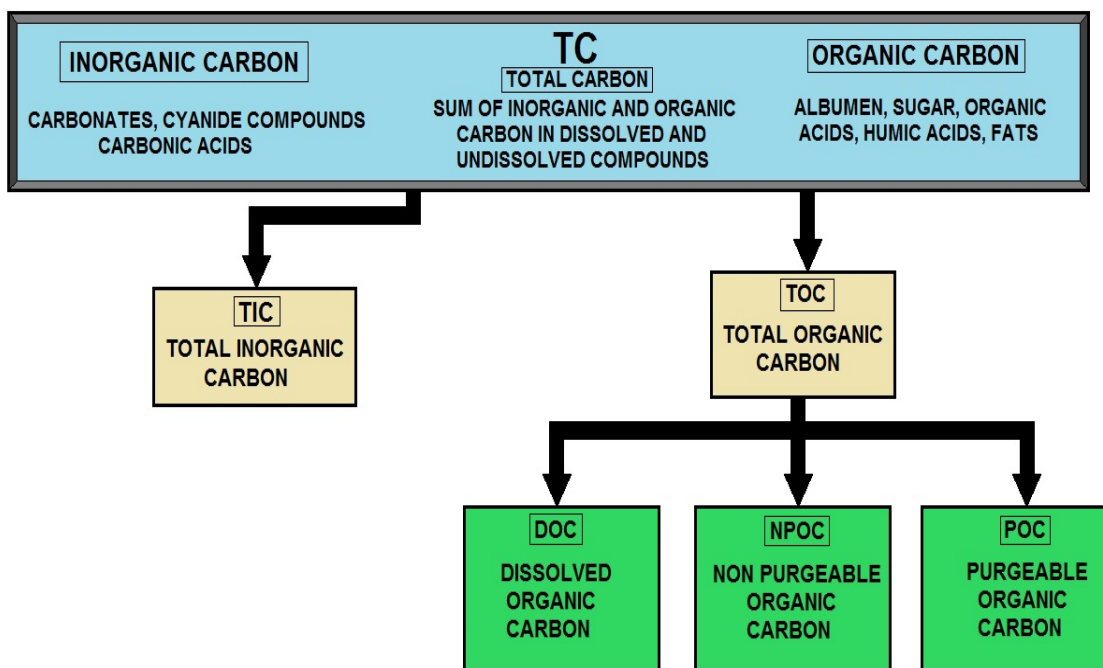 INORGANIC CARBON
CARBONATES, CYANIDE COMPOUNDS
CARBONIC ACIDS
TC
TOTAL CARBON
SUM OF INORGANIC AND ORGANIC
CARBON IN DISSOLVED AND
UNDISSOLVED COMPOUNDS
ORGANIC CARBON
ALBUMEN, SUGAR, ORGANIC
ACIDS, HUMIC ACIDS, FATS
TIC
TOTAL INORGANIC
CARBON
TOC
TOTAL ORGANIC
CARBON
DOC
DISSOLVED
ORGANIC
CARBON
NPOC
NON PURGEABLE
ORGANIC
CARBON
POC
PURGEABLE
ORGANIC
CARBON